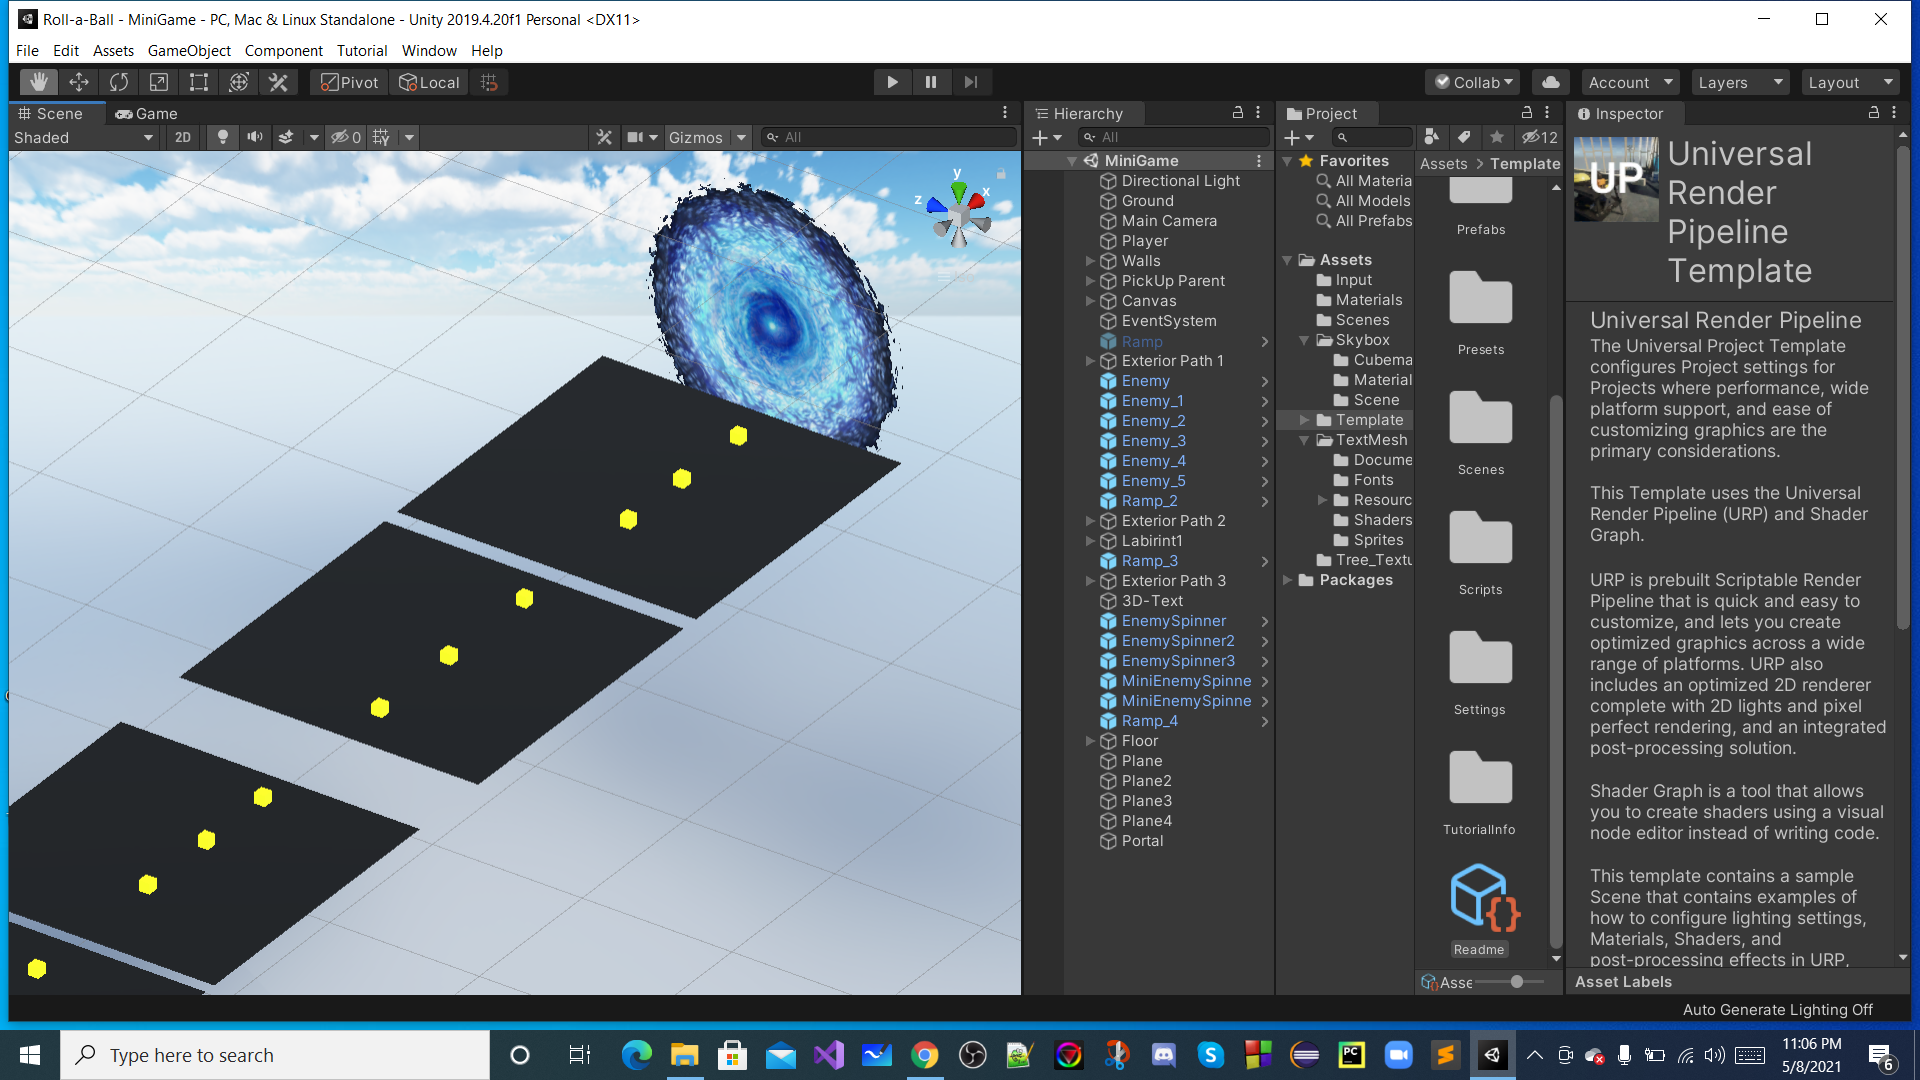 Roll-a-Ball - MiniGame - PC, Mac & Linux Standalone - Unity 2019.4.20f1 Personal <DX11>
File Edit Assets GameObject Component Tutorial Window Help
Pivot Local Collab Account Layers Layout
Scene Game
Shaded 2D 0 Gizmos All
y
x
z
Hierarchy
All
MiniGame
Directional Light
Ground
Main Camera
Player
Walls
PickUp Parent
Canvas
EventSystem
Ramp
Exterior Path 1
Enemy
Enemy_1
Enemy_2
Enemy_3
Enemy_4
Enemy_5
Ramp_2
Exterior Path 2
Labirint1
Ramp_3
Exterior Path 3
3D-Text
EnemySpinner
EnemySpinner2
EnemySpinner3
MiniEnemySpinne
MiniEnemySpinne
Ramp_4
Floor
Plane
Plane2
Plane3
Plane4
Portal
Project
12
Favorites
All Materia
All Models
All Prefabs
Assets
Input
Materials
Scenes
Skybox
Cubema
Material
Scene
Template
TextMesh
Docume
Fonts
Resourc
Shaders
Sprites
Tree_Textu
Packages
Assets > Template
Prefabs
Presets
Scenes
Scripts
Settings
TutorialInfo
Readme
Asse
Inspector
UP
Universal
Render
Pipeline
Template
Universal Render Pipeline
The Universal Project Template
configures Project settings for
Projects where performance, wide
platform support, and ease of
customizing graphics are the
primary considerations.
This Template uses the Universal
Render Pipeline (URP) and Shader
Graph.
URP is prebuilt Scriptable Render
Pipeline that is quick and easy to
customize, and lets you create
optimized graphics across a wide
range of platforms. URP also
includes an optimized 2D renderer
complete with 2D lights and pixel
perfect rendering, and an integrated
post-processing solution.
Shader Graph is a tool that allows
you to create shaders using a visual
node editor instead of writing code.
This template contains a sample
Scene that contains examples of
how to configure lighting settings,
Materials, Shaders, and
post-processing effects in URP,
Asset Labels
Auto Generate Lighting Off
Type here to search
PC
11:06 PM
5/8/2021
6